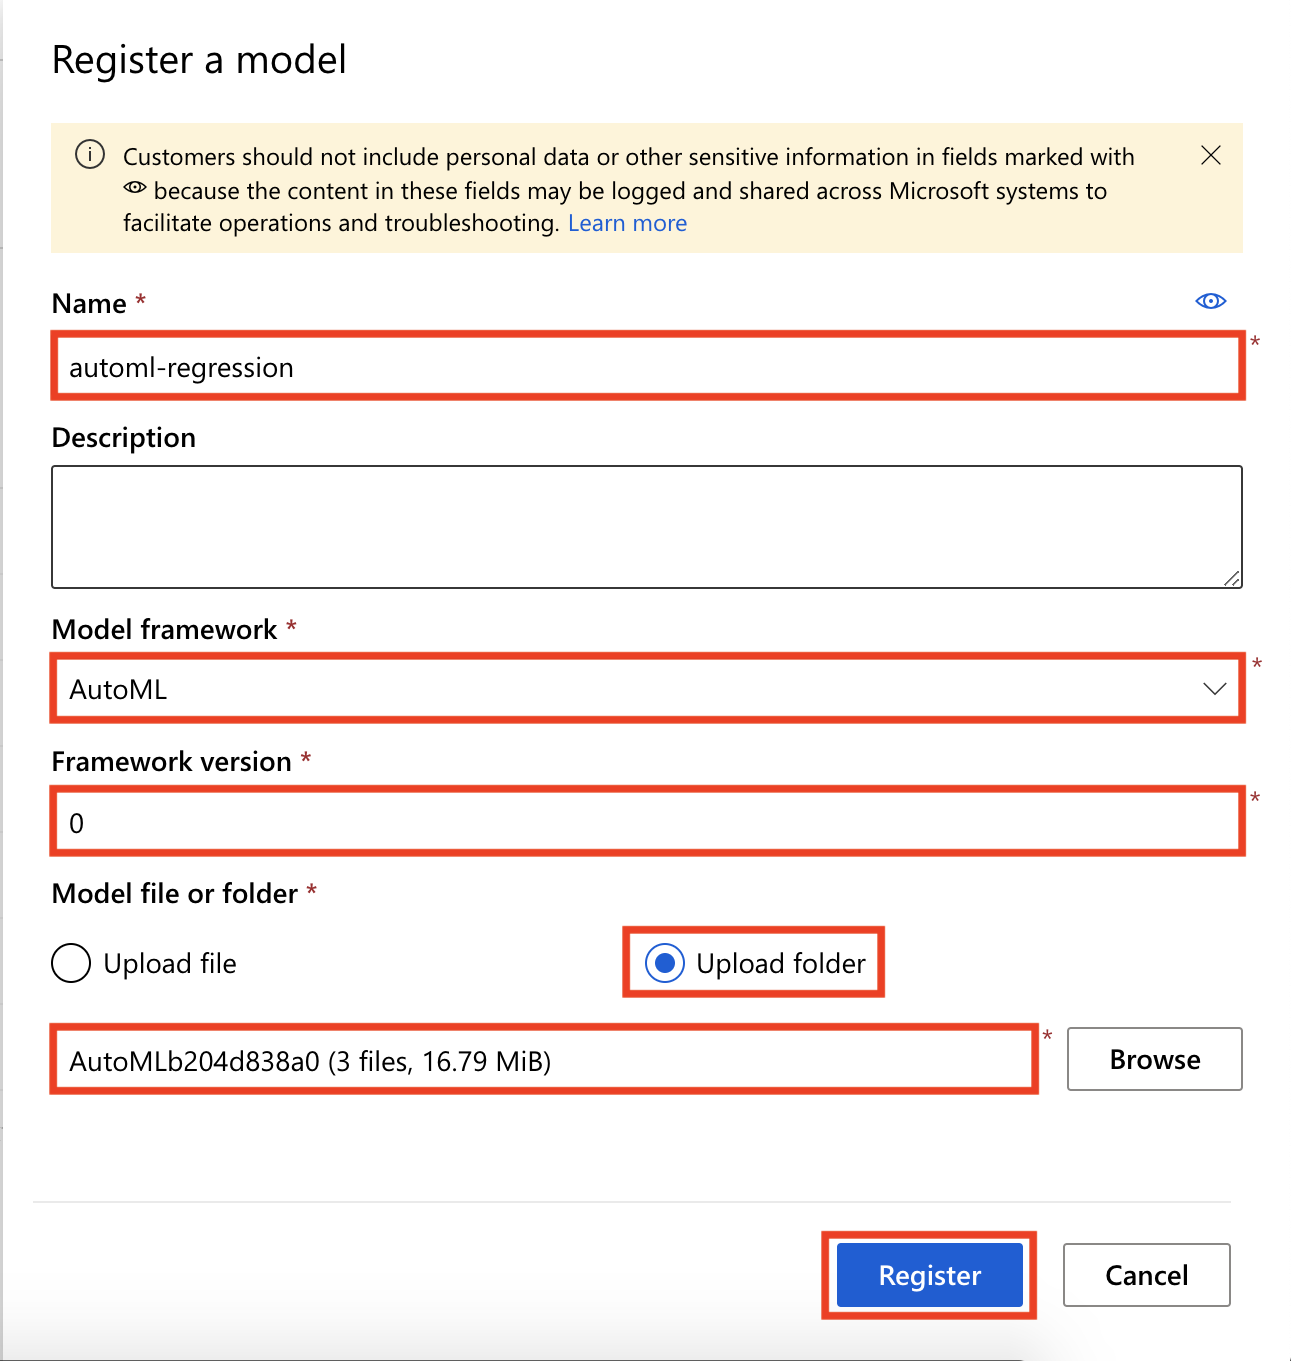 Register a model
Customers should not include personal data or other sensitive information in fields marked with
because the content in these fields may be logged and shared across Microsoft systems to
facilitate operations and troubleshooting. Learn more
Name *
*
automl-regression
Description
Model framework *
*
AutoML
Framework version *
*
0
Model file or folder *
Upload file
Upload folder
AutoMLb204d838a0 (3 files, 16.79 MiB)
*
Browse
Register
Cancel